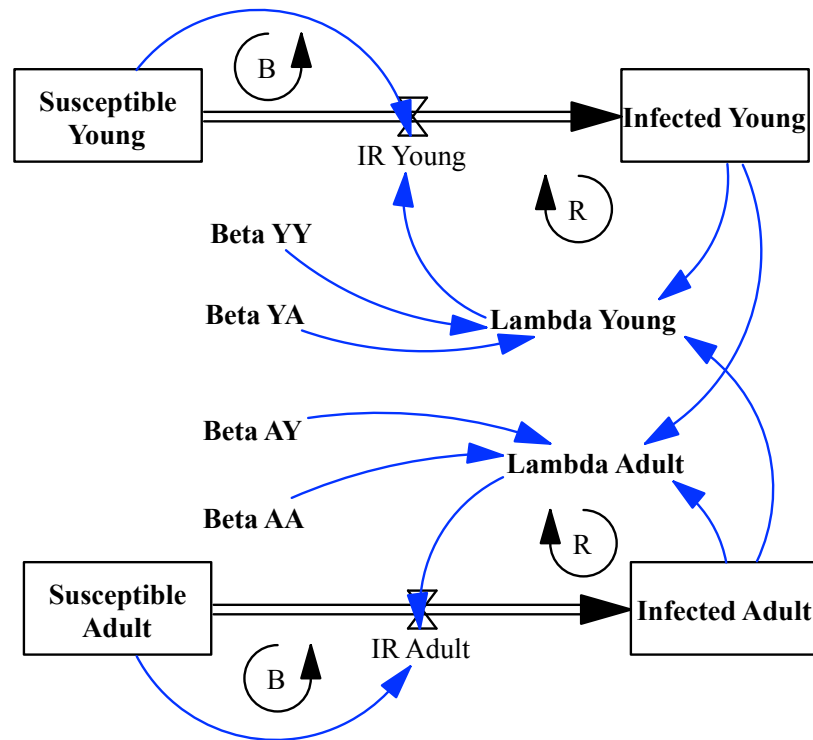 Susceptible
Young
B
Infected Young
IR Young
R
Beta YY
Beta YA
Lambda Young
Beta AY
Lambda Adult
Beta AA
R
Susceptible
Adult
Infected Adult
IR Adult
B